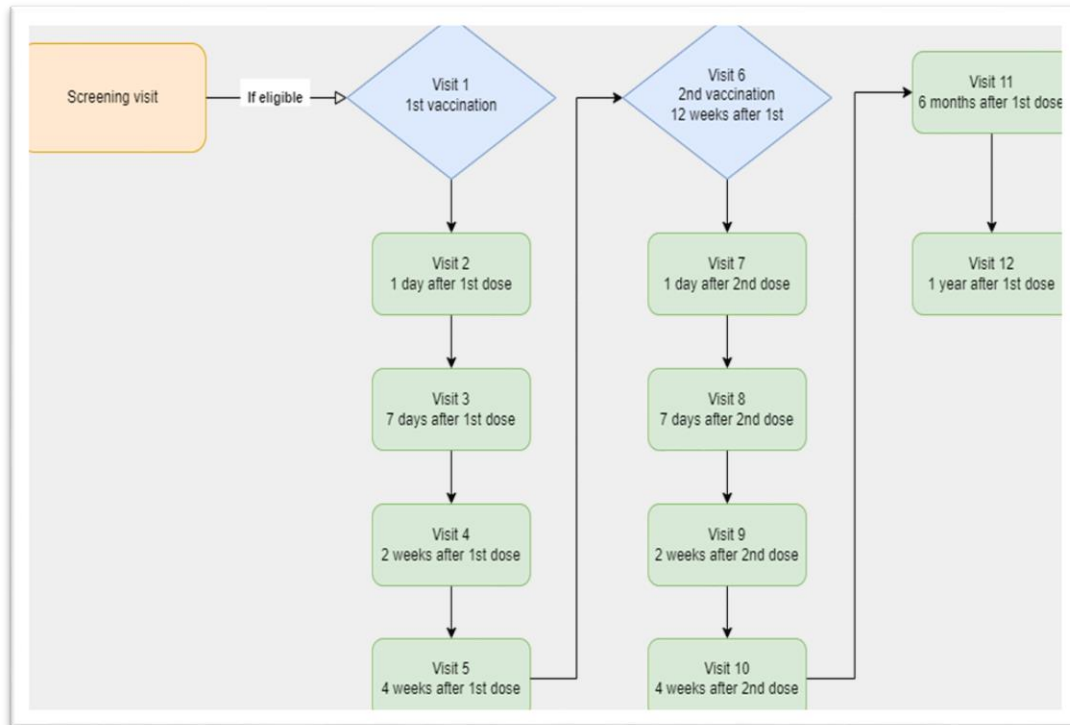 Screening visit
If eligible
Visit 1
1st vaccination
Visit 2
1 day after 1st dose
Visit 3
7 days after 1st dose
Visit 4
2 weeks after 1st dose
Visit 5
4 weeks after 1st dose
Visit 6
2nd vaccination
12 weeks after 1st
Visit 7
1 day after 2nd dose
Visit 8
7 days after 2nd dose
Visit 9
2 weeks after 2nd dose
Visit 10
4 weeks after 2nd dose
Visit 11
6 months after 1st dose
Visit 12
1 year after 1st dose